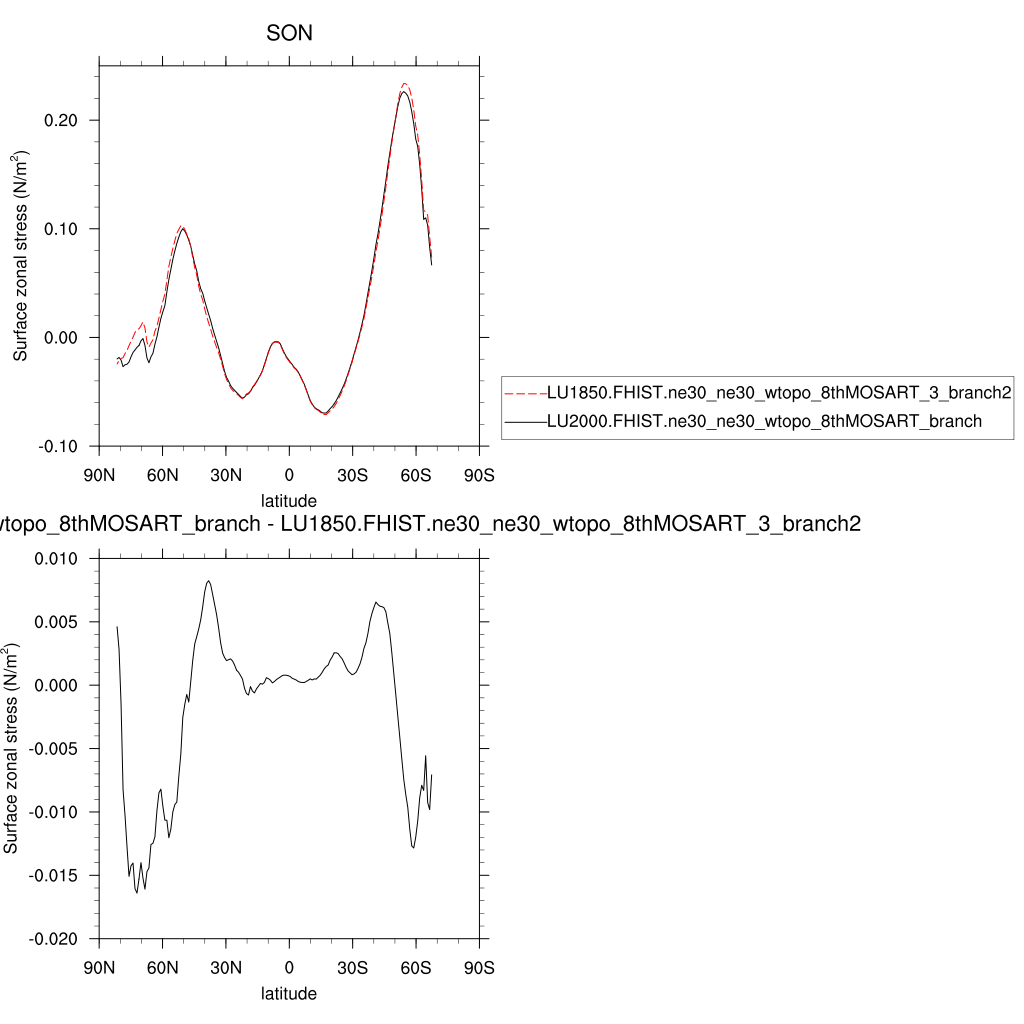 SON
Surface zonal stress (N/m²)
0.20
0.10
0.00
-0.10
90N 60N 30N 0 30S 60S 90S
latitude
LU1850.FHIST.ne30_ne30_wtopo_8thMOSART_3_branch2
LU2000.FHIST.ne30_ne30_wtopo_8thMOSART_branch
wtopo_8thMOSART_branch - LU1850.FHIST.ne30_ne30_wtopo_8thMOSART_3_branch2
Surface zonal stress (N/m²)
0.010
0.005
0.000
-0.005
-0.010
-0.015
-0.020
90N 60N 30N 0 30S 60S 90S
latitude